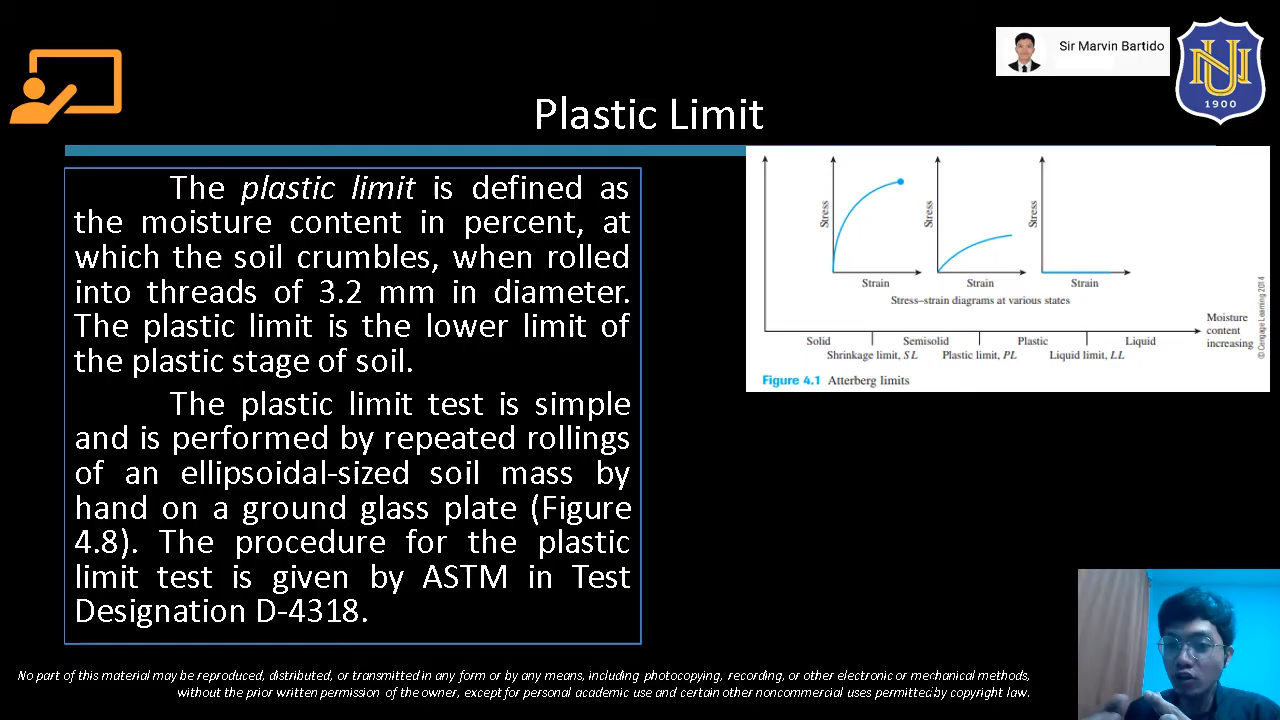 Sir Marvin Bartido
NU
1900
Plastic Limit
The plastic limit is defined as
the moisture content in percent, at
which the soil crumbles, when rolled
into threads of 3.2 mm in diameter.
The plastic limit is the lower limit of
the plastic stage of soil.
The plastic limit test is simple
and is performed by repeated rollings
of an ellipsoidal-sized soil mass by
hand on a ground glass plate (Figure
4.8). The procedure for the plastic
limit test is given by ASTM in Test
Designation D-4318.
Stress
Stress
Stress
Strain
Strain
Strain
Stress–strain diagrams at various states
Moisture
content
increasing
Solid
Semisolid
Plastic
Liquid
Shrinkage limit, SL
Plastic limit, PL
Liquid limit, LL
© Cengage Learning 2014
Figure 4.1 Atterberg limits
No part of this material may be reproduced, distributed, or transmitted in any form or by any means, including photocopying, recording, or other electronic or mechanical methods,
without the prior written permission of the owner, except for personal academic use and certain other noncommercial uses permitted by copyright law.